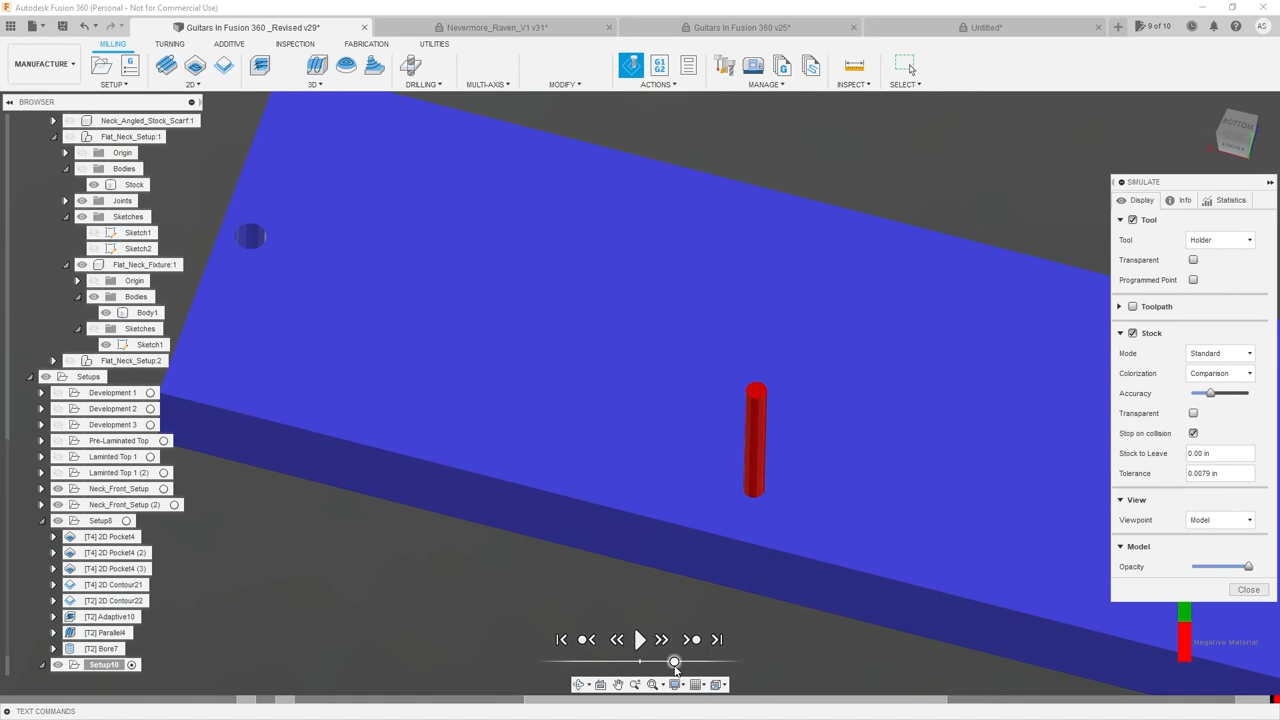 Autodesk Fusion 360 (Personal - Not for Commercial Use)
Guitars In Fusion 360 _Revised v29*
Nevermore_Raven_V1 v31*
Guitars In Fusion 360 v25*
Untitled*
9 of 10
AS
MANUFACTURE
MILLING
TURNING
ADDITIVE
INSPECTION
FABRICATION
UTILITIES
G1
G2
SETUP
2D
3D
DRILLING
MULTI-AXIS
MODIFY
ACTIONS
MANAGE
INSPECT
SELECT
BROWSER
Neck_Angled_Stock_Scarf:1
Flat_Neck_Setup:1
Origin
Bodies
Stock
Joints
Sketches
Sketch1
Sketch2
Flat_Neck_Fixture:1
Origin
Bodies
Body1
Sketches
Sketch1
Flat_Neck_Setup:2
Setups
Development 1
Development 2
Development 3
Pre-Laminated Top
Laminted Top 1
Laminted Top 1 (2)
Neck_Front_Setup
Neck_Front_Setup (2)
Setup8
[T4] 2D Pocket4
[T4] 2D Pocket4 (2)
[T4] 2D Pocket4 (3)
[T4] 2D Contour21
[T2] 2D Contour22
[T2] Adaptive10
[T2] Parallel4
[T2] Bore7
Setup10
BOTTOM
SIMULATE
Display
Info
Statistics
Tool
Tool Holder
Transparent
Programmed Point
Toolpath
Stock
Mode Standard
Colorization Comparison
Accuracy
Transparent
Stop on collision
Stock to Leave 0.00 in
Tolerance 0.0079 in
View
Viewpoint Model
Model
Opacity
Close
Negative Material
TEXT COMMANDS